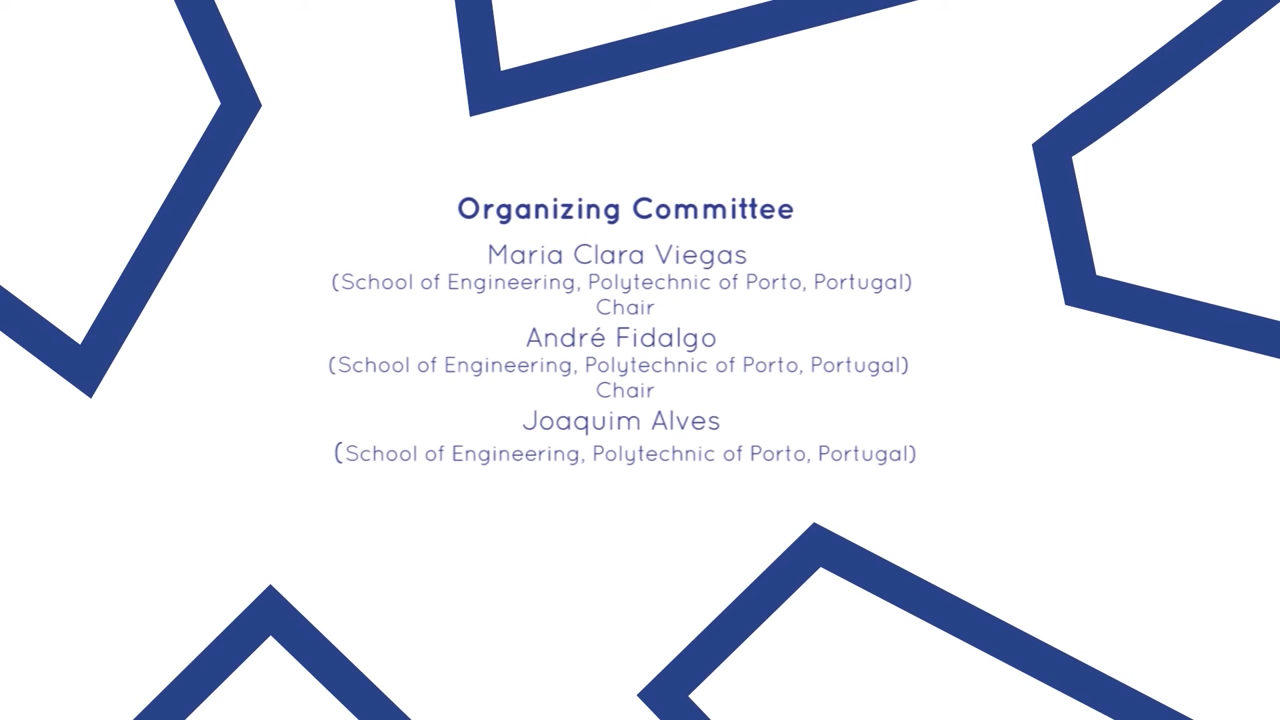 Organizing Committee
Maria Clara Viegas
(School of Engineering, Polytechnic of Porto, Portugal)
Chair
André Fidalgo
(School of Engineering, Polytechnic of Porto, Portugal)
Chair
Joaquim Alves
(School of Engineering, Polytechnic of Porto, Portugal)